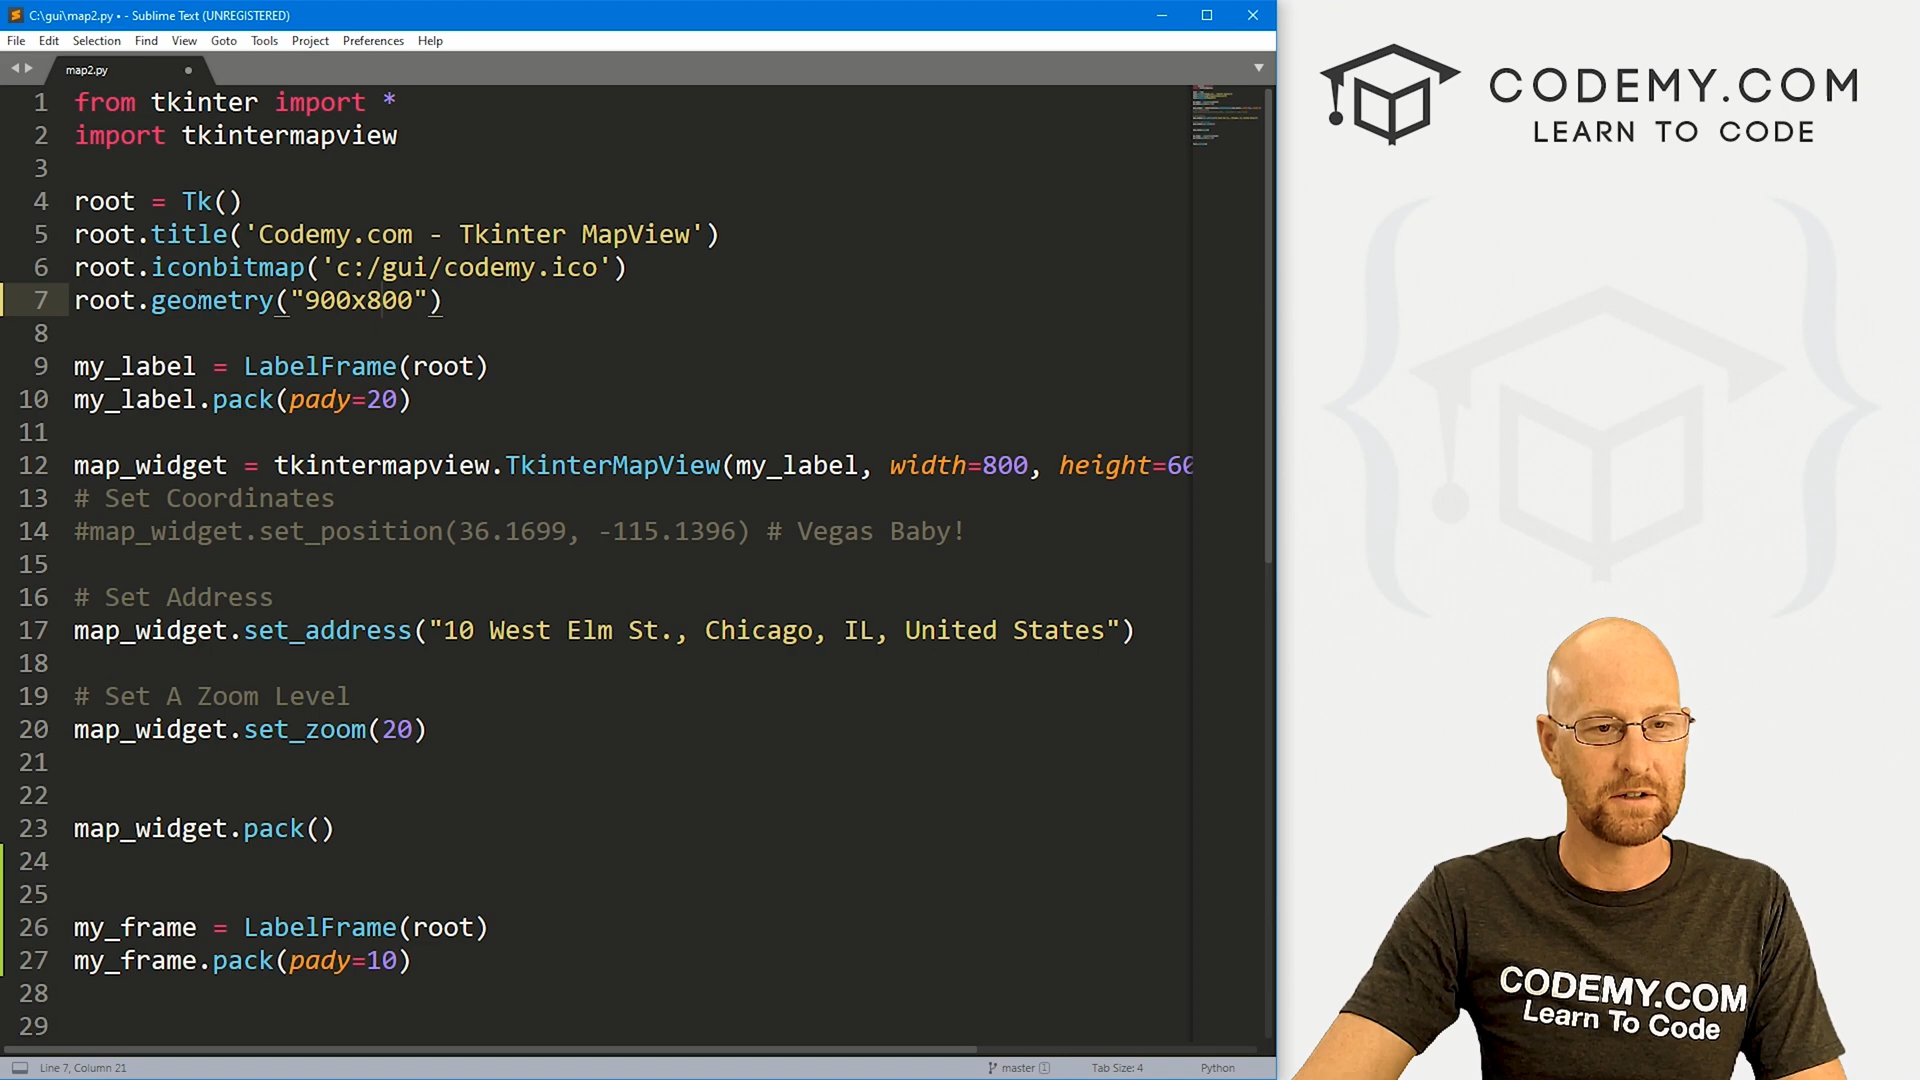 C:\gui\map2.py • - Sublime Text (UNREGISTERED)
File Edit Selection Find View Goto Tools Project Preferences Help
map2.py
1 from tkinter import *
2 import tkintermapview
3
4 root = Tk()
5 root.title('Codemy.com - Tkinter MapView')
6 root.iconbitmap('c:/gui/codemy.ico')
7 root.geometry("900x800")
8
9 my_label = LabelFrame(root)
10 my_label.pack(pady=20)
11
12 map_widget = tkintermapview.TkinterMapView(my_label, width=800, height=60
13 # Set Coordinates
14 #map_widget.set_position(36.1699, -115.1396) # Vegas Baby!
15
16 # Set Address
17 map_widget.set_address("10 West Elm St., Chicago, IL, United States")
18
19 # Set A Zoom Level
20 map_widget.set_zoom(20)
21
22
23 map_widget.pack()
24
25
26 my_frame = LabelFrame(root)
27 my_frame.pack(pady=10)
28
29
Line 7, Column 21
master 1
Tab Size: 4
Python
CODEMY.COM
LEARN TO CODE
CODEMY.COM
Learn To Code